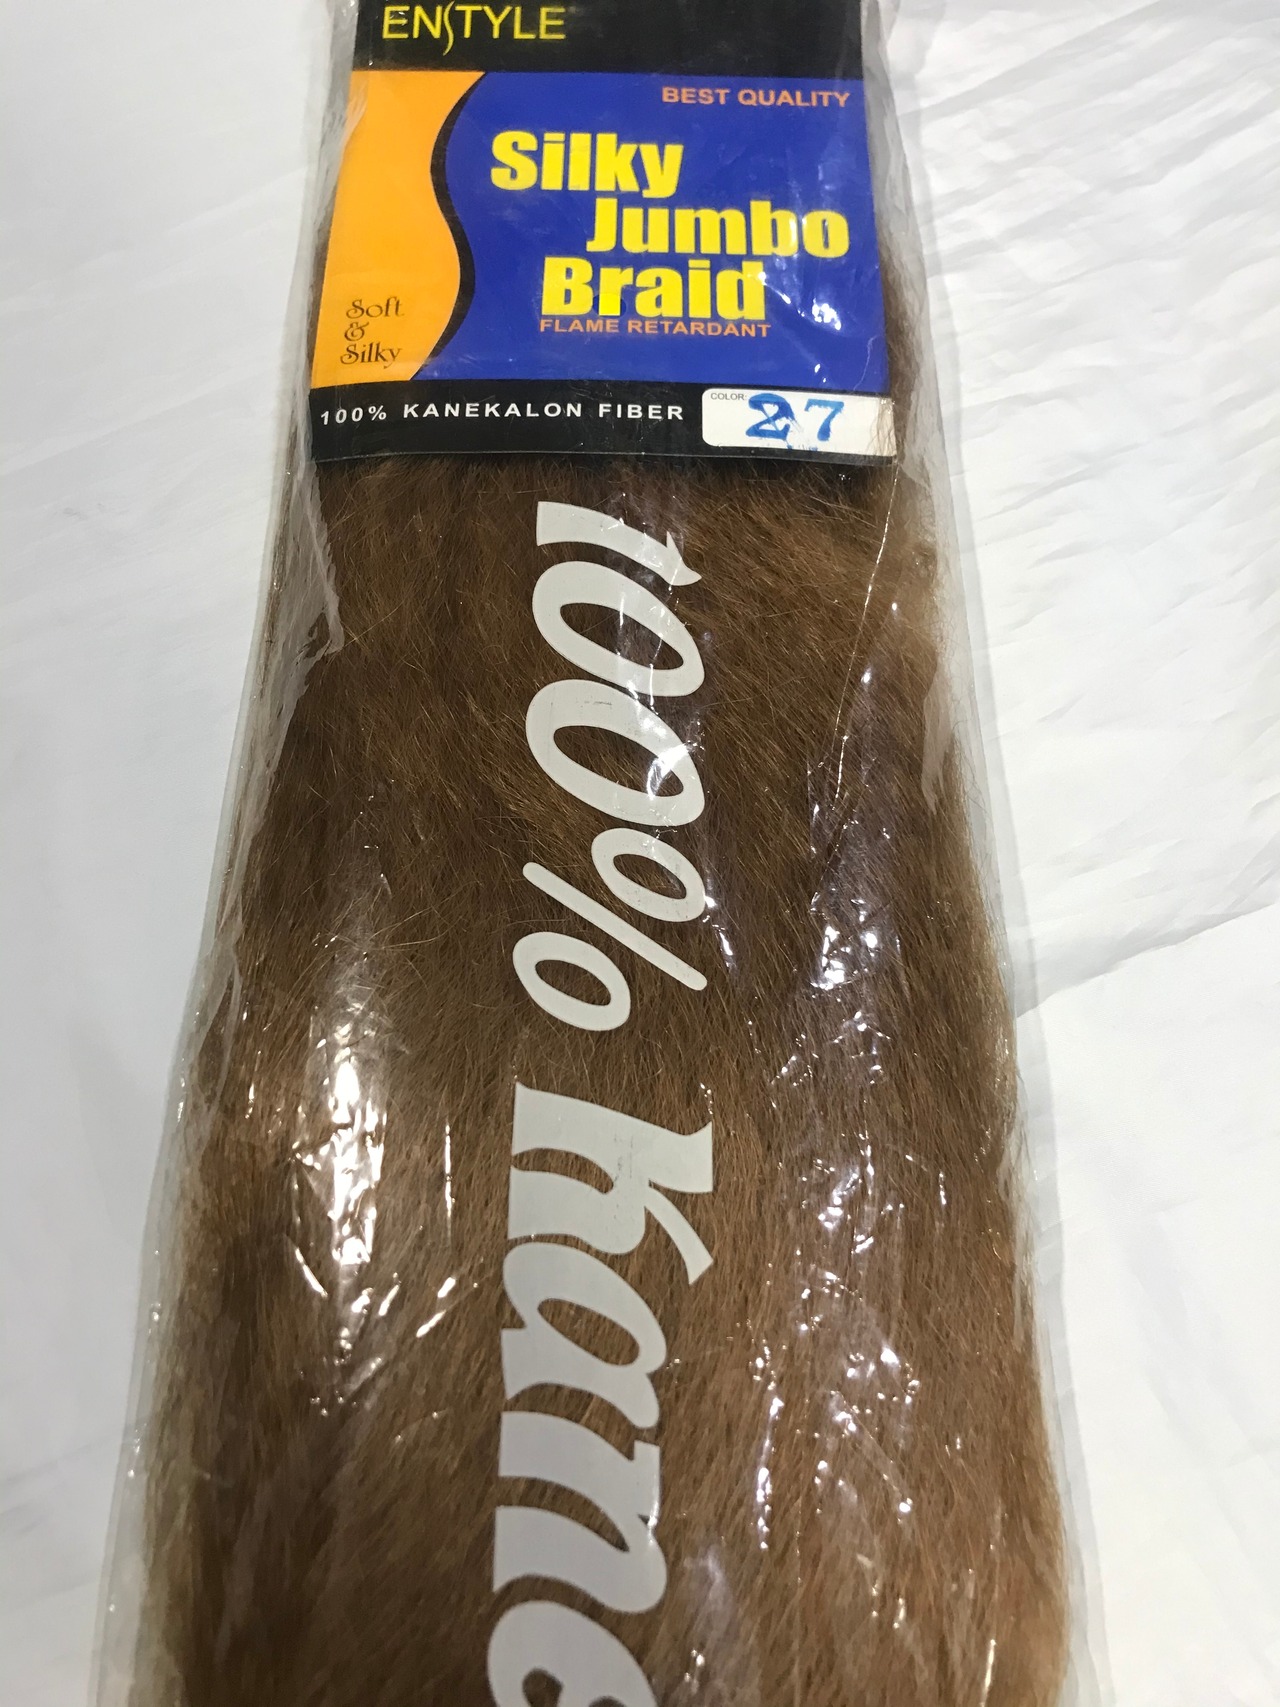 ENSTYLE
BEST QUALITY
Silky
Jumbo
Braid
FLAME RETARDANT
Soft
&
Silky
100% KANEKALON FIBER
COLOR:
27
100% Kane